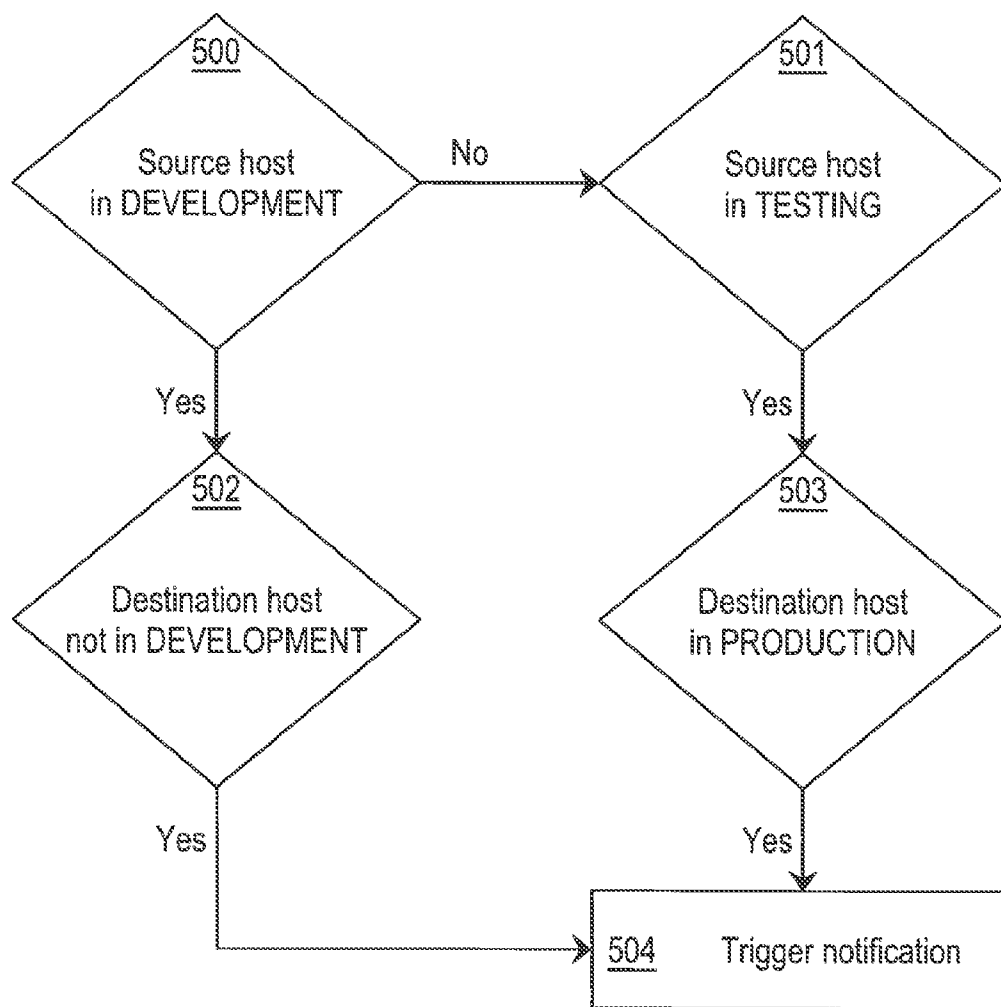 500
Source host
in DEVELOPMENT
No
501
Source host
in TESTING
Yes
Yes
502
Destination host
not in DEVELOPMENT
503
Destination host
in PRODUCTION
Yes
Yes
504 Trigger notification